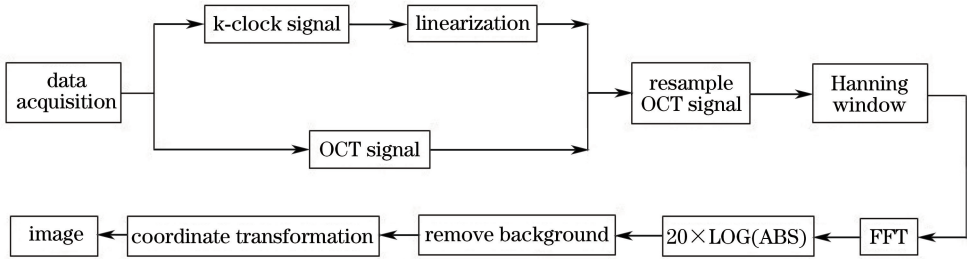 data
acquisition
k-clock signal
linearization
OCT signal
resample
OCT signal
Hanning
window
FFT
20×LOG(ABS)
remove background
coordinate transformation
image